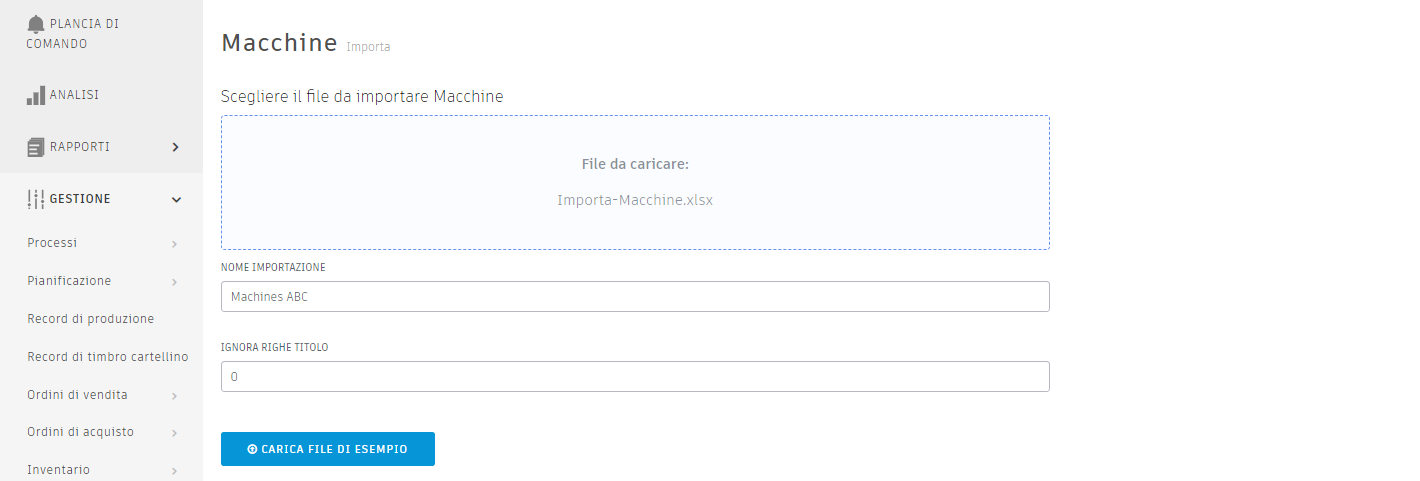 PLANCIA DI
COMANDO
ANALISI
RAPPORTI
GESTIONE
Processi
Pianificazione
Record di produzione
Record di timbro cartellino
Ordini di vendita
Ordini di acquisto
Inventario
Macchine Importa
Scegliere il file da importare Macchine
File da caricare:
Importa-Macchine.xlsx
NOME IMPORTAZIONE
Machines ABC
IGNORA RIGHE TITOLO
0
CARICA FILE DI ESEMPIO